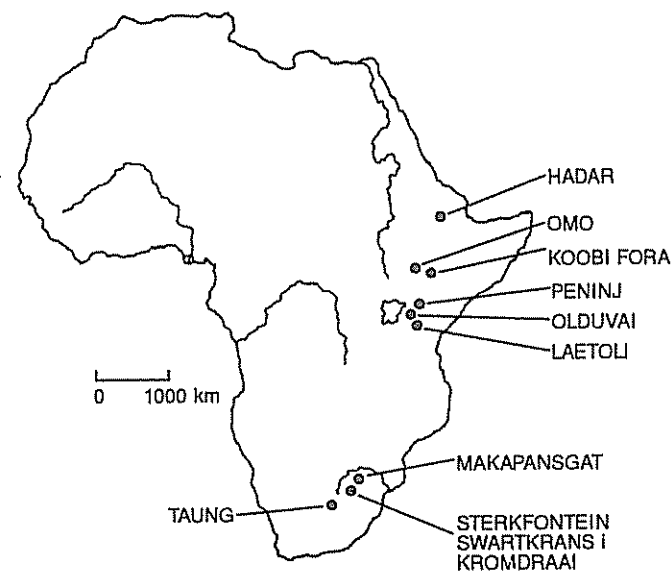 HADAR
OMO
KOOBI FORA
PENINJ
OLDUVAI
LAETOLI
0 1000 km
MAKAPANSGAT
TAUNG
STERKFONTEIN
SWARTKRANS I
KROMDRAAI